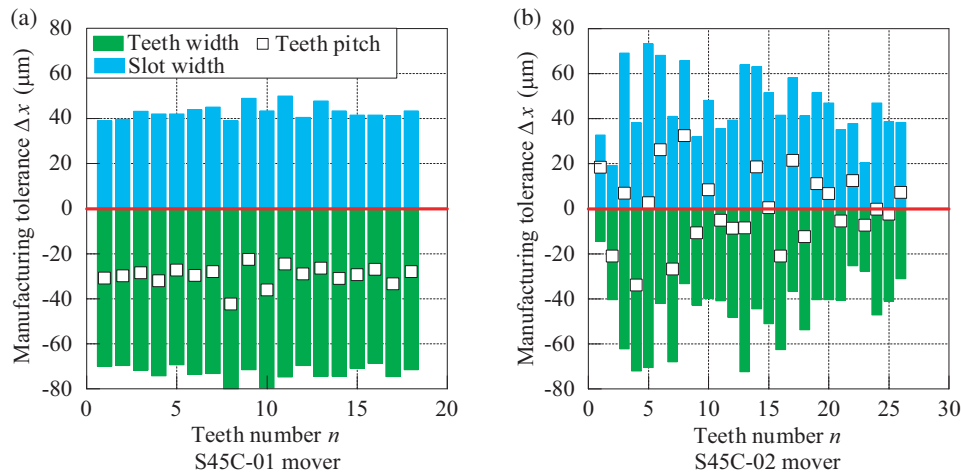 (a)
80
60
40
20
0
-20
-40
-60
-80
Manufacturing tolerance Δx (μm)
Teeth width
Teeth pitch
Slot width
0
5
10
15
20
Teeth number n
S45C-01 mover
(b)
80
60
40
20
0
-20
-40
-60
-80
Manufacturing tolerance Δx (μm)
0
5
10
15
20
25
30
Teeth number n
S45C-02 mover